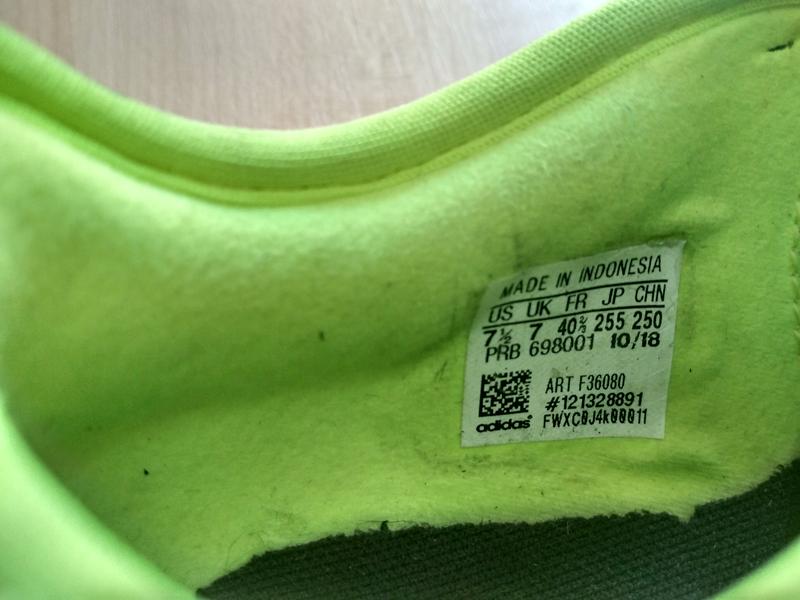 MADE IN INDONESIA
US UK FR JP CHN
7½ 7 40⅔ 255 250
PRB 698001 10/18
ART F36080
#121328891
adidas FWXC0J4k00011